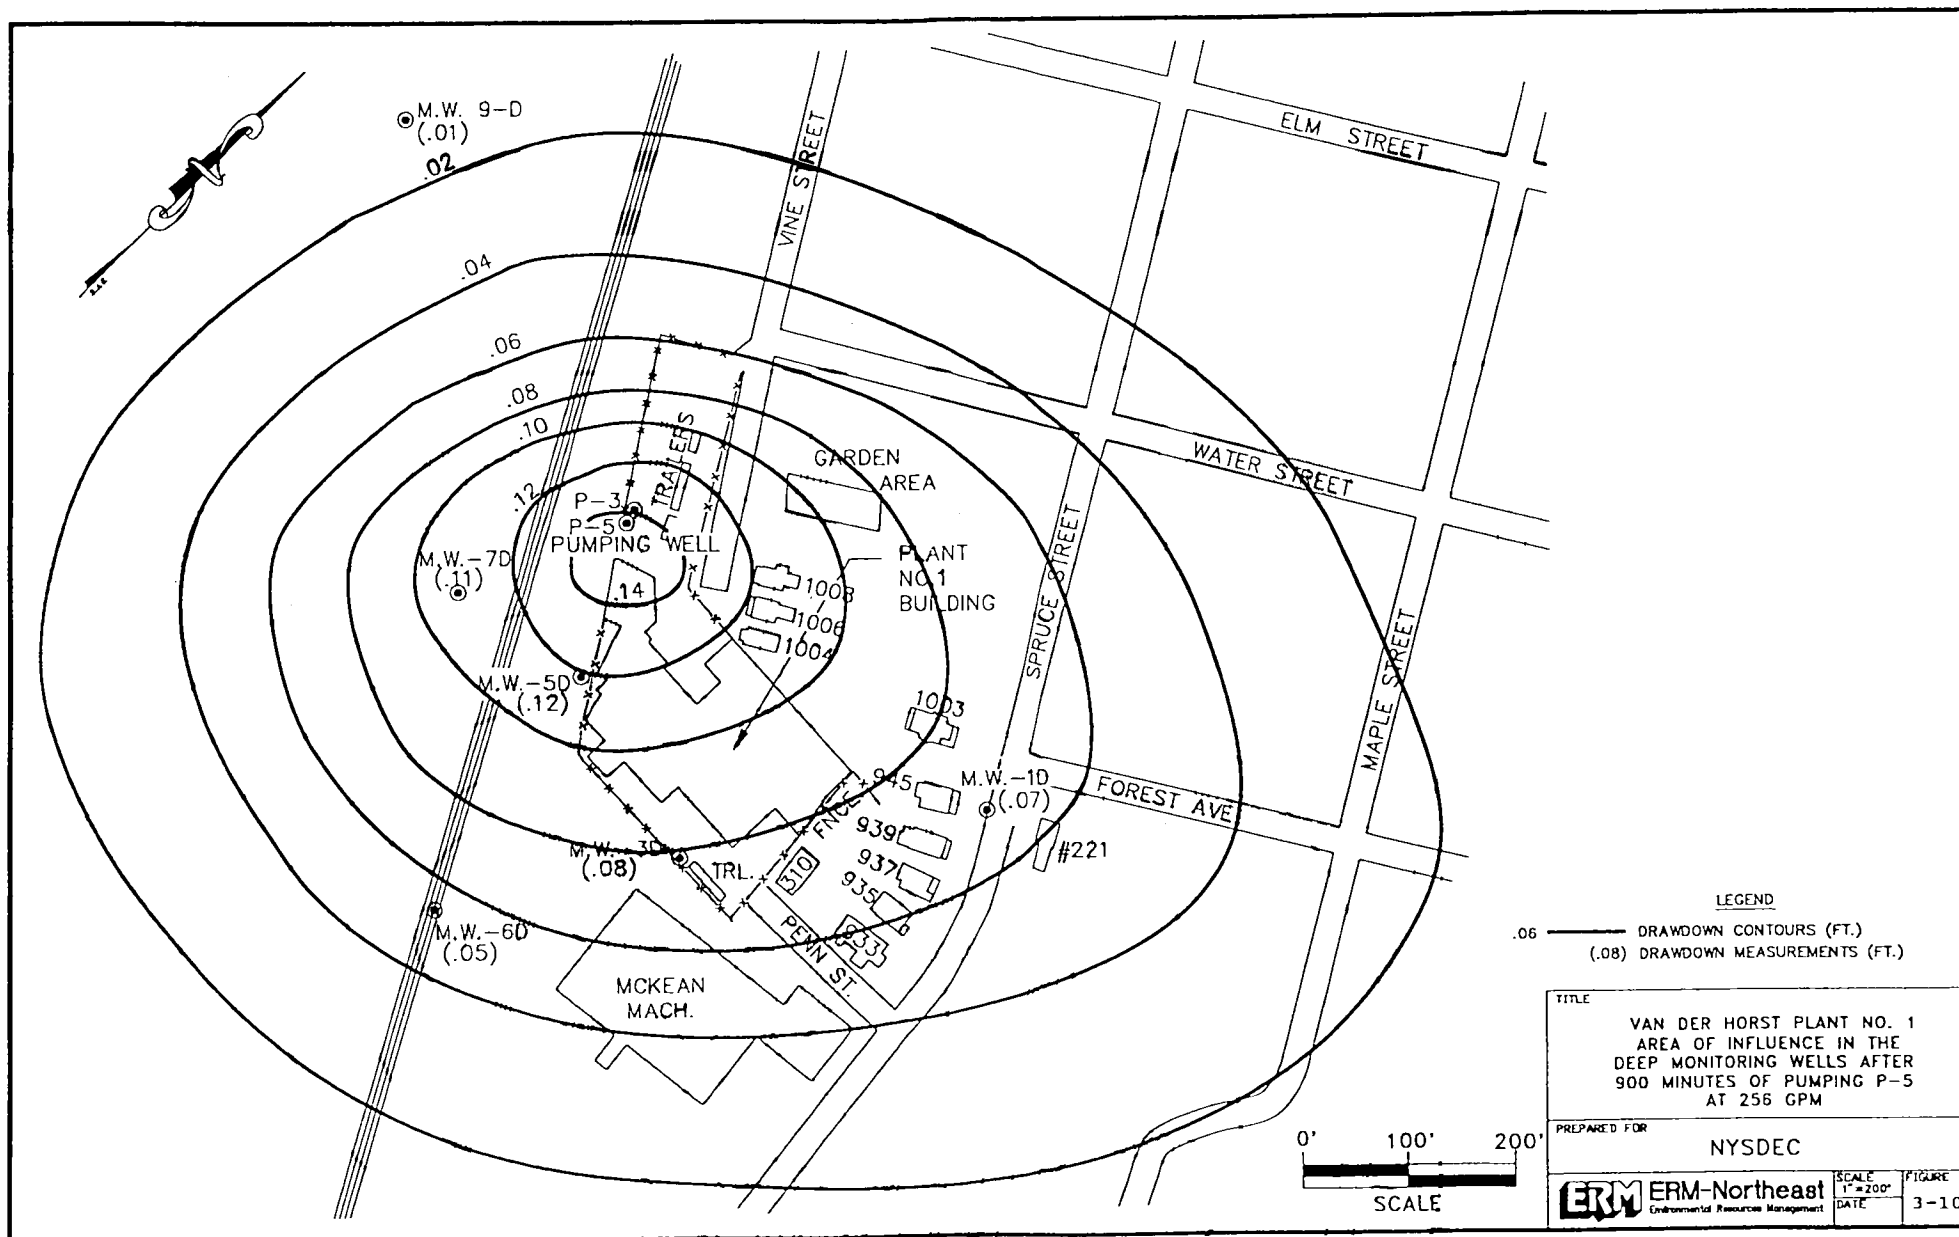 M.W. 9-D
(.01)
.02
.04
.06
.08
.10
.12
.14
ELM STREET
VINE STREET
WATER STREET
SPRUCE STREET
MAPLE STREET
FOREST AVE
PENN ST.
TRAILERS
GARDEN
AREA
P-3
P-5
PUMPING WELL
M.W.-7D
(.11)
PLANT
NO.1
BUILDING
1008
1006
1004
M.W.-5D
(.12)
1003
945
M.W.-1D
(.07)
939
937
935
933
FNCE
310
#221
M.W.-3D
(.08)
TRL.
M.W.-6D
(.05)
MCKEAN
MACH.
LEGEND
.06 DRAWDOWN CONTOURS (FT.)
(.08) DRAWDOWN MEASUREMENTS (FT.)
TITLE
VAN DER HORST PLANT NO. 1
AREA OF INFLUENCE IN THE
DEEP MONITORING WELLS AFTER
900 MINUTES OF PUMPING P-5
AT 256 GPM
PREPARED FOR
NYSDEC
0' 100' 200'
SCALE
ERM ERM-Northeast
Environmental Resources Management
SCALE
1"=200'
DATE
FIGURE
3-10